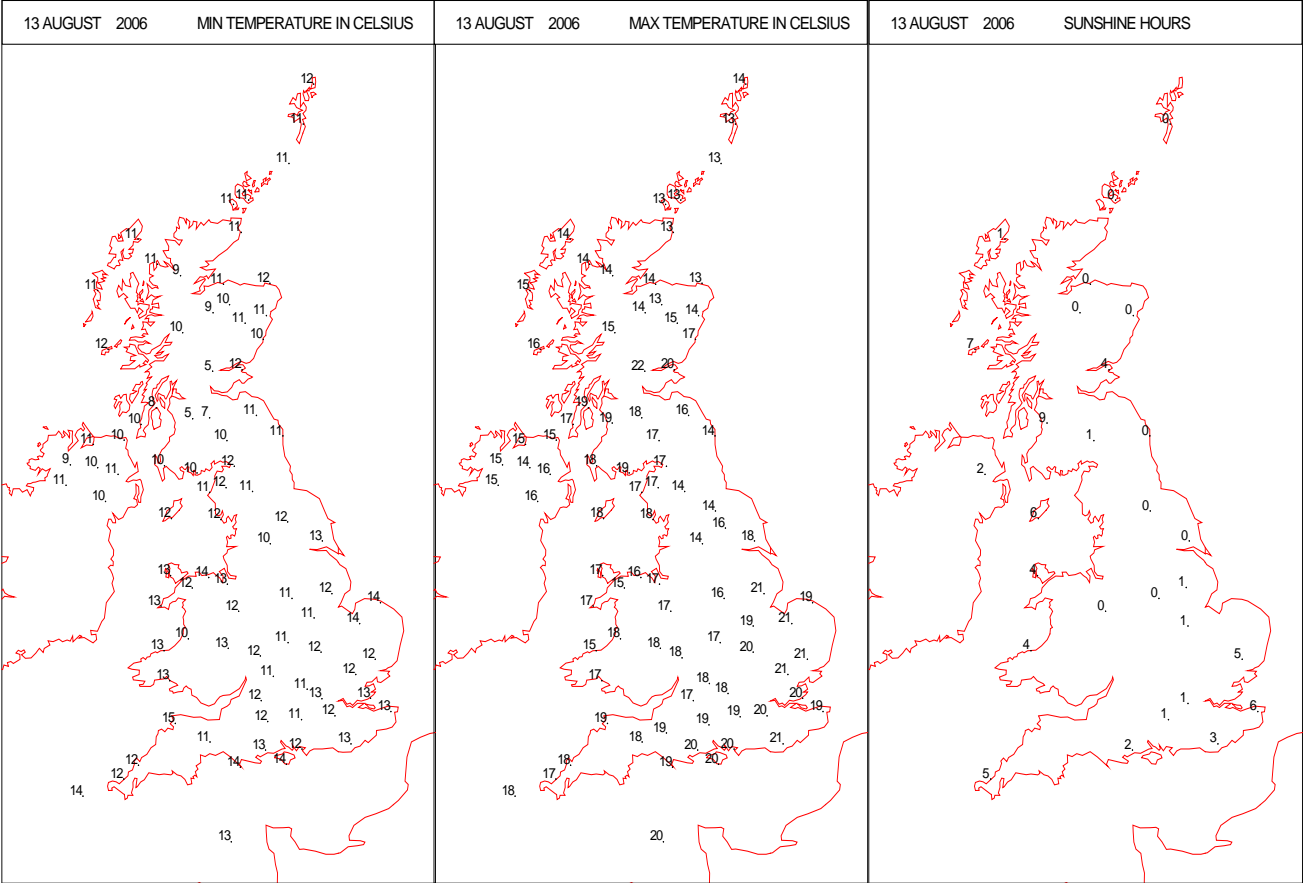 13 AUGUST 2006 MIN TEMPERATURE IN CELSIUS
12
11
11
11 11
11
11
11
9 11 12
11
10
9 11
11
10 10
12
5 12
8
5 7 11
10
11 10 10 11
9 10 10 10 12
11 11
12
10 11 11
12 12 12
10 13
13 14
12 13
13 12 11 12 14
11 14
10
13 13 11
12 12 12
13 11 12
11
12 13 13
15 12 11 12 13
11 13 12 13
12 14 14
12
14
13
13 AUGUST 2006 MAX TEMPERATURE IN CELSIUS
14
13
13
13 13
13
14
14
14 14 13
15
13
14 14
15
15 17
16
22 20
19
17 19 18 16
15 15 17 14
15 14 18 17
16 19
15 17 17 14
16
18 18 14
16
14 18
17 16
15 17
17 17 16 21 19
19 21
18
15 18 17
18 20 21
17 21
18 18
17 20 19
19 19 19 20
18 19
20 20 21
18 19 20
17
18
20
13 AUGUST 2006 SUNSHINE HOURS
0
0
1
0
0 0
7
4
9
1 0
2
6 0
0
4
1
0 0
1
4
5
1
6
1
2 3
5